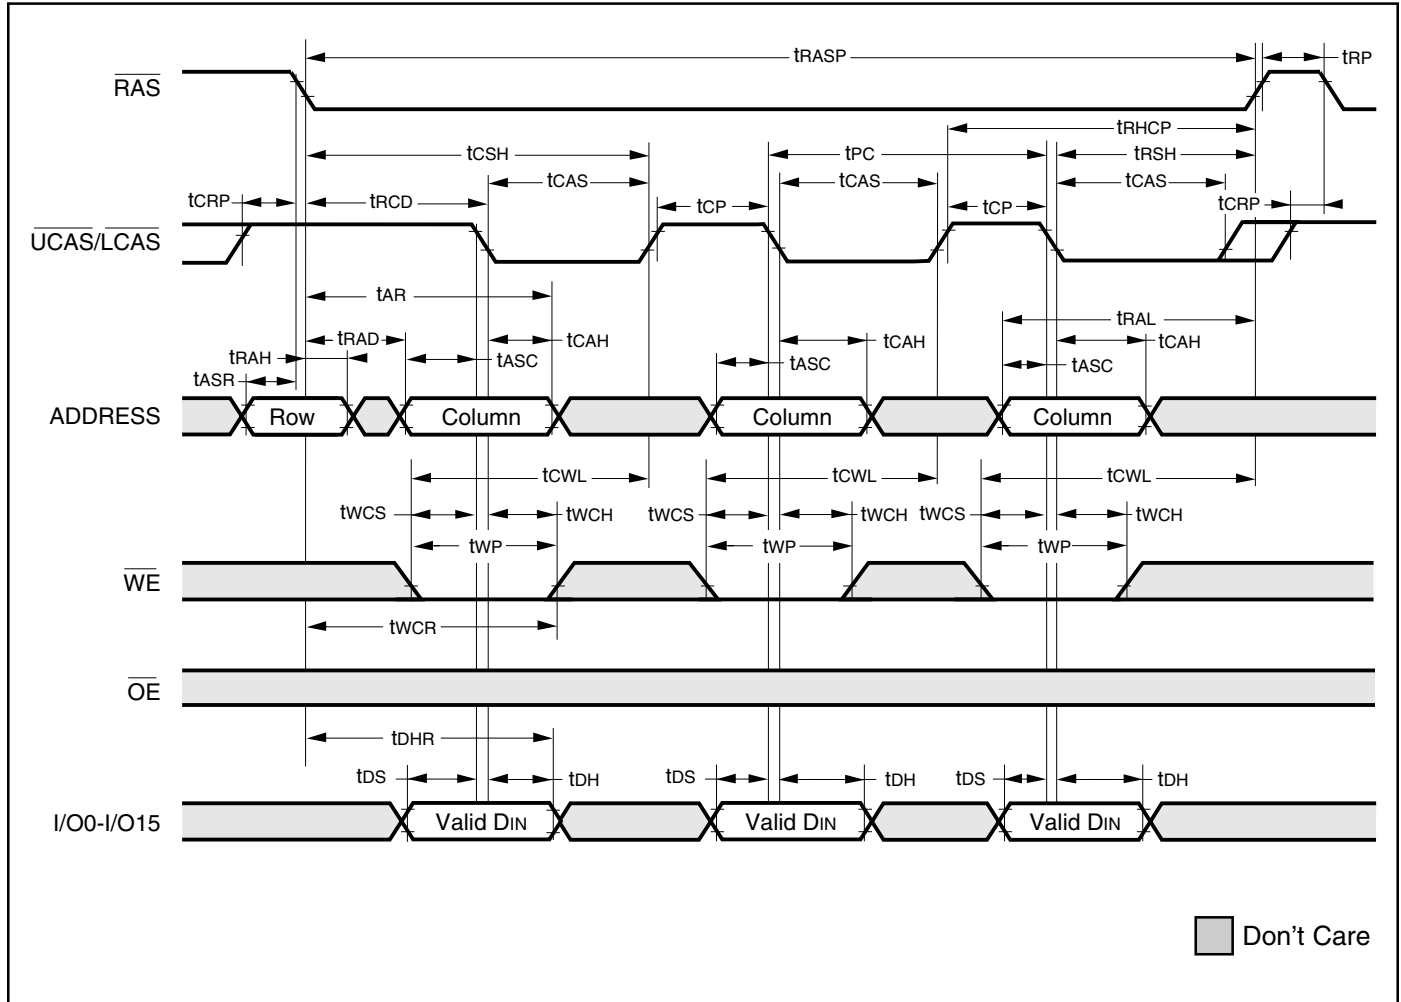 tRASP
tRP
RAS
tRHCP
tCSH
tPC
tRSH
tCAS
tCAS
tCAS
tCRP
tRCD
tCP
tCP
tCRP
UCAS/LCAS
tAR
tRAL
tRAD
tCAH
tCAH
tCAH
tRAH
tASC
tASC
tASC
tASR
ADDRESS
Row
Column
Column
Column
tCWL
tCWL
tCWL
tWCS
tWCH
tWCS
tWCH
tWCS
tWCH
tWP
tWP
tWP
WE
tWCR
OE
tDHR
tDS
tDH
tDS
tDH
tDS
tDH
I/O0-I/O15
Valid DIN
Valid DIN
Valid DIN
Don't Care